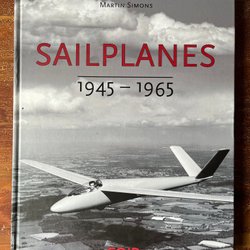 MARTIN SIMONS
SAILPLANES
1945 – 1965